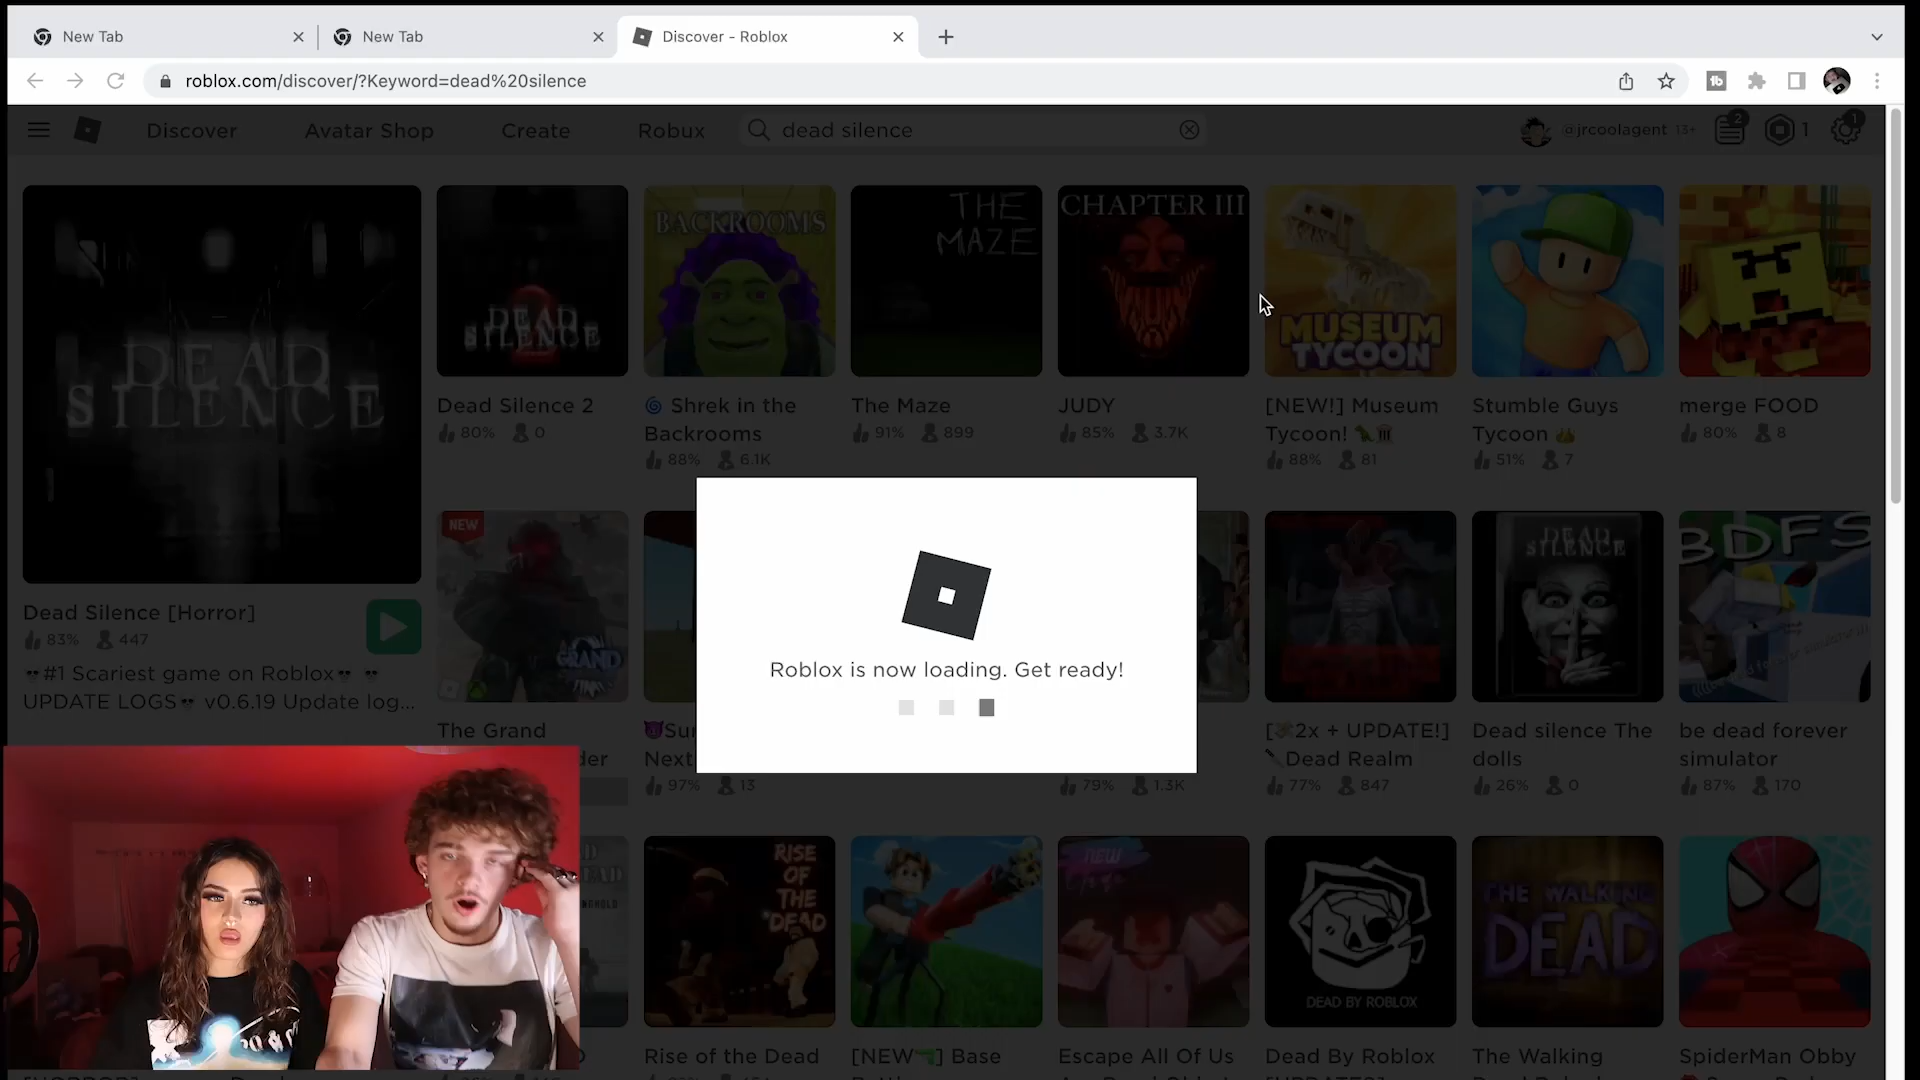 New Tab
New Tab
Discover - Roblox
roblox.com/discover/?Keyword=dead%20silence
Discover
Avatar Shop
Create
Robux
dead silence
@jrcoolagent 13+
2
1
1
DEAD
SILENCE
DEAD
SILENCE
BACKROOMS
THE
MAZE
CHAPTER III
MUSEUM
TYCOON
Dead Silence 2
80% 0
Shrek in the
Backrooms
88% 6.1K
The Maze
91% 899
JUDY
85% 3.7K
[NEW!] Museum
Tycoon!
88% 81
Stumble Guys
Tycoon
51% 7
merge FOOD
80% 8
Dead Silence [Horror]
83% 447
#1 Scariest game on Roblox
UPDATE LOGS v0.6.19 Update log...
NEW
GRAND
The Grand
Next
97% 13
Roblox is now loading. Get ready!
79% 1.3K
[2x + UPDATE!]
Dead Realm
77% 847
DEAD
SILENCE
Dead silence The
dolls
26% 0
BDFS
be dead forever
simulator
87% 170
RISE
OF
THE
DEAD
Rise of the Dead
[NEW] Base
NEW
Escape All Of Us
DEAD BY ROBLOX
Dead By Roblox
THE WALKING
DEAD
The Walking
SpiderMan Obby